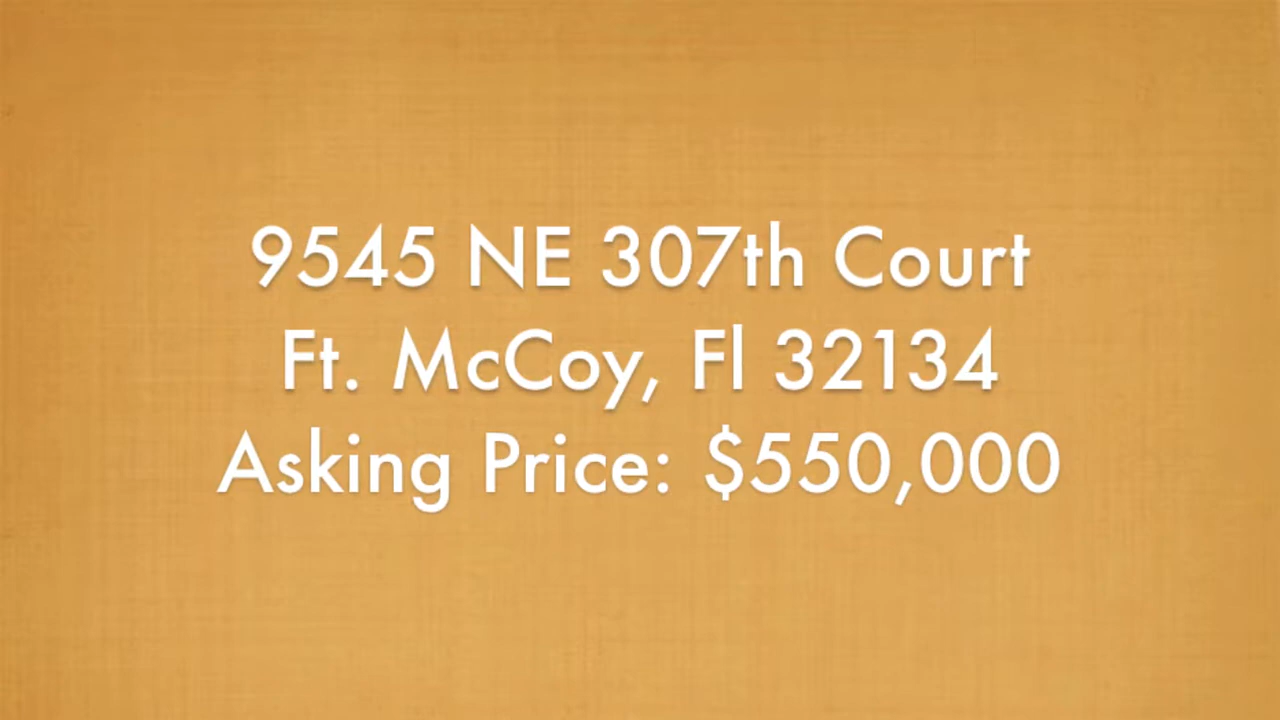 9545 NE 307th Court
Ft. McCoy, Fl 32134
Asking Price: $550,000